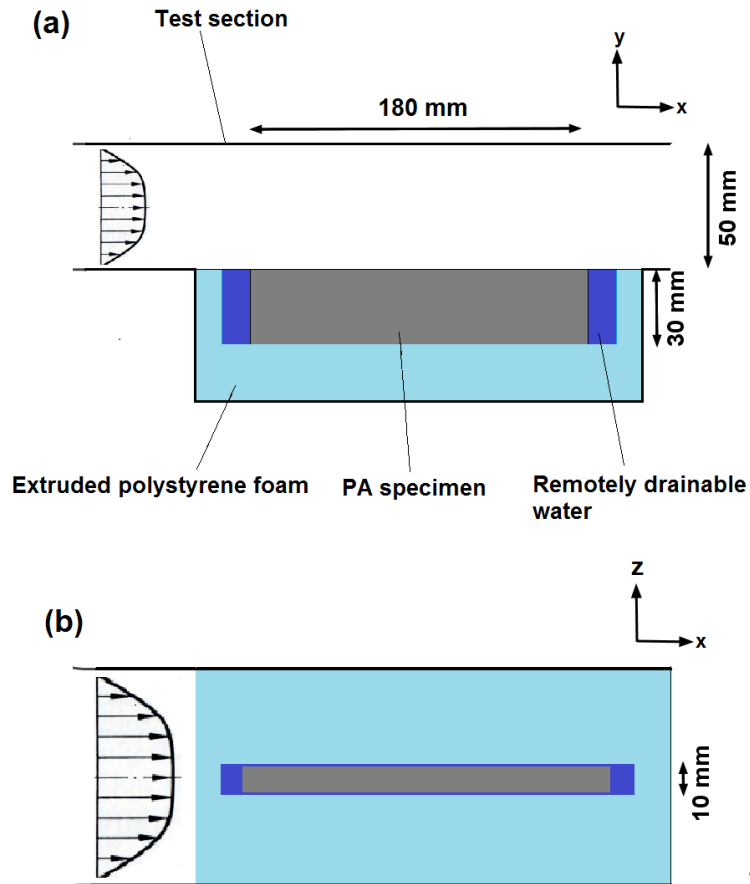 (a)
Test section
y
x
180 mm
50 mm
30 mm
Extruded polystyrene foam
PA specimen
Remotely drainable
water
(b)
z
x
10 mm